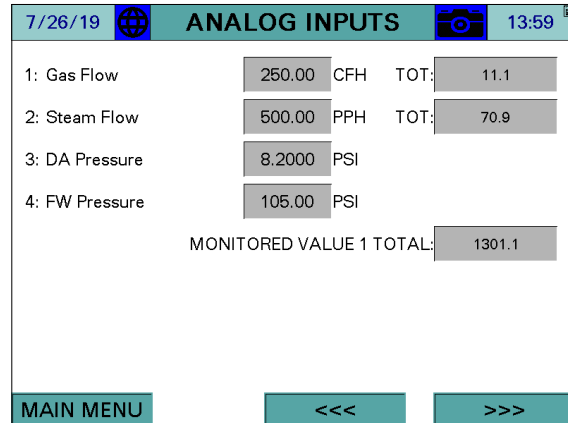 7/26/19 ANALOG INPUTS 13:59
1: Gas Flow 250.00 CFH TOT: 11.1
2: Steam Flow 500.00 PPH TOT: 70.9
3: DA Pressure 8.2000 PSI
4: FW Pressure 105.00 PSI
MONITORED VALUE 1 TOTAL: 1301.1
MAIN MENU <<< >>>